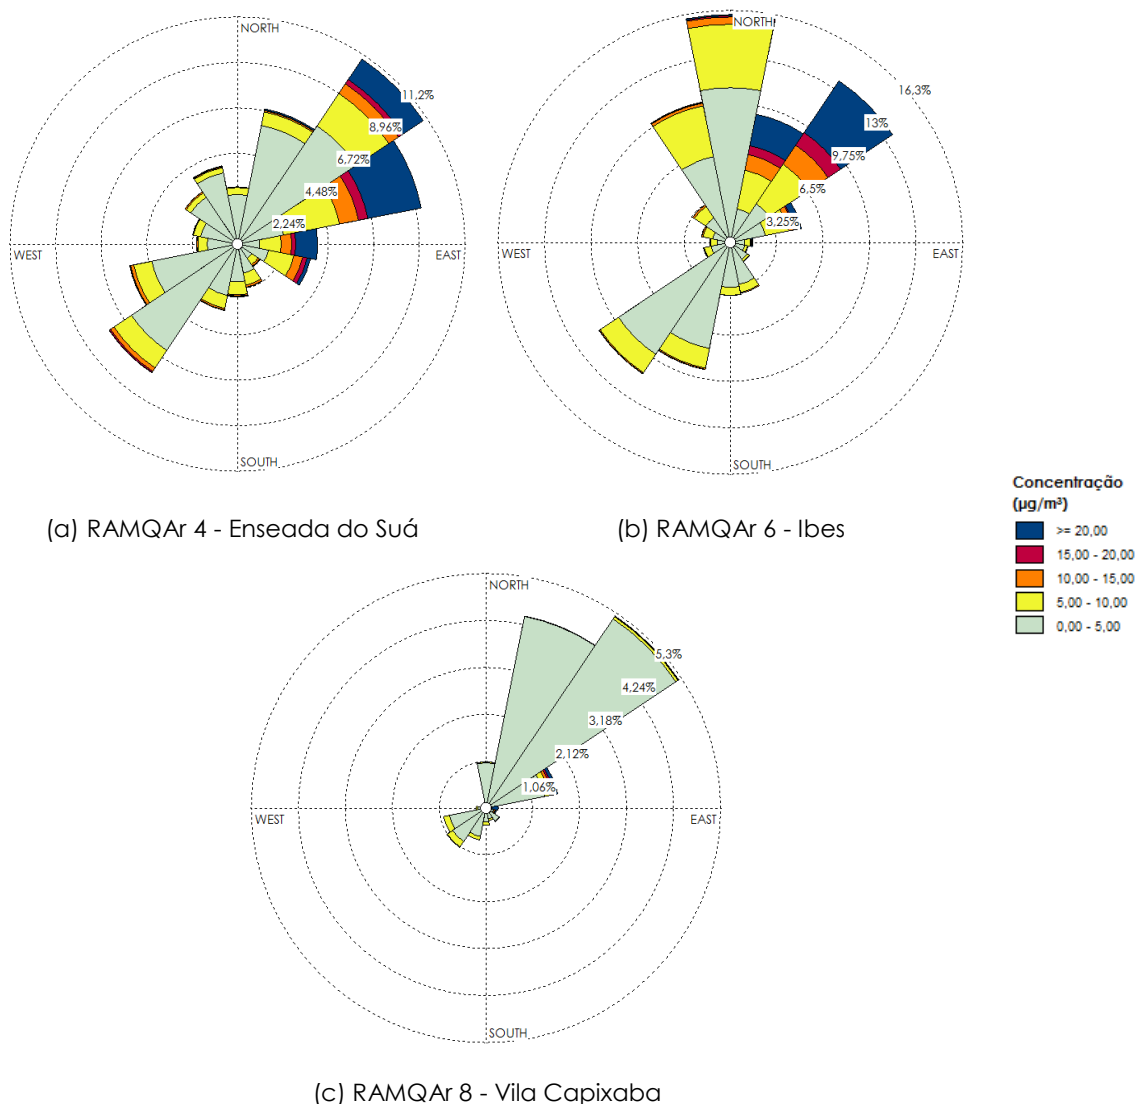 NORTH
11,2%
8,96%
6,72%
4,48%
2,24%
WEST
EAST
SOUTH
NORTH
16,3%
13%
9,75%
6,5%
3,25%
WEST
EAST
SOUTH
(a) RAMQAr 4 - Enseada do Suá
(b) RAMQAr 6 - Ibes
Concentração
(µg/m³)
>= 20,00
15,00 - 20,00
10,00 - 15,00
5,00 - 10,00
0,00 - 5,00
NORTH
5,3%
4,24%
3,18%
2,12%
1,06%
WEST
EAST
SOUTH
(c) RAMQAr 8 - Vila Capixaba